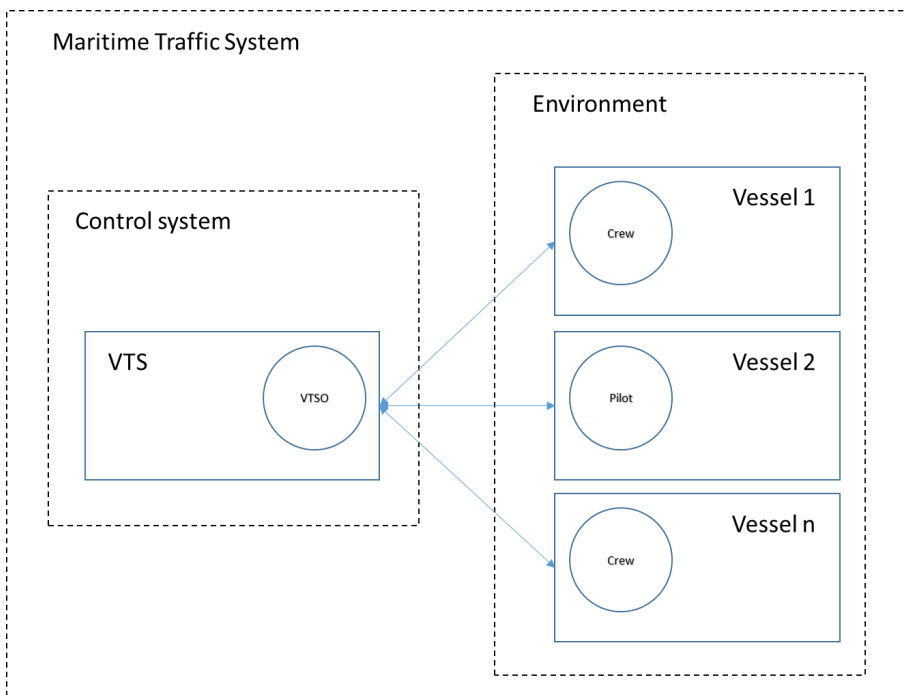 Maritime Traffic System
Environment
Vessel 1
Crew
Control system
VTS
VTSO
Vessel 2
Pilot
Vessel n
Crew